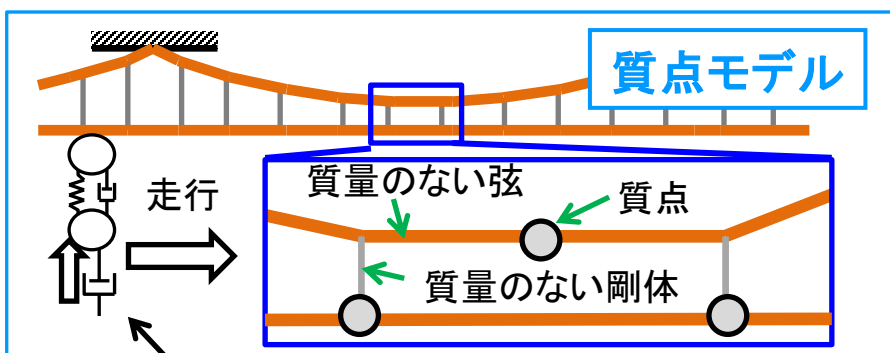 質点モデル
質量のない弦
質点
走行
質量のない剛体